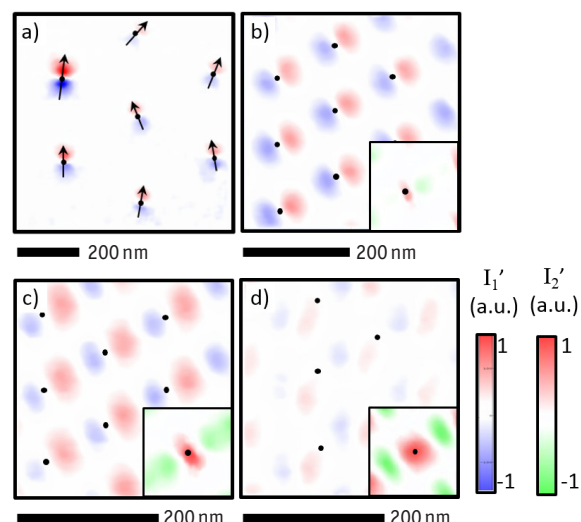 a)
b)
200 nm
200 nm
c)
d)
200 nm
200 nm
I₁’ I₂’
(a.u.) (a.u.)
1 1
-1 -1